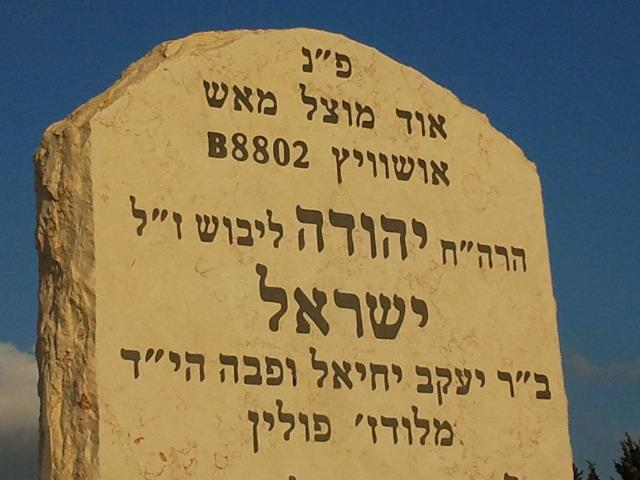 פ״נ
אוד מוצל מאש
אושוויץ B8802
הרה״ח יהודה ליבוש ז״ל
ישראל
ב״ר יעקב יחיאל ופבה הי״ד
מלודז׳ פולין